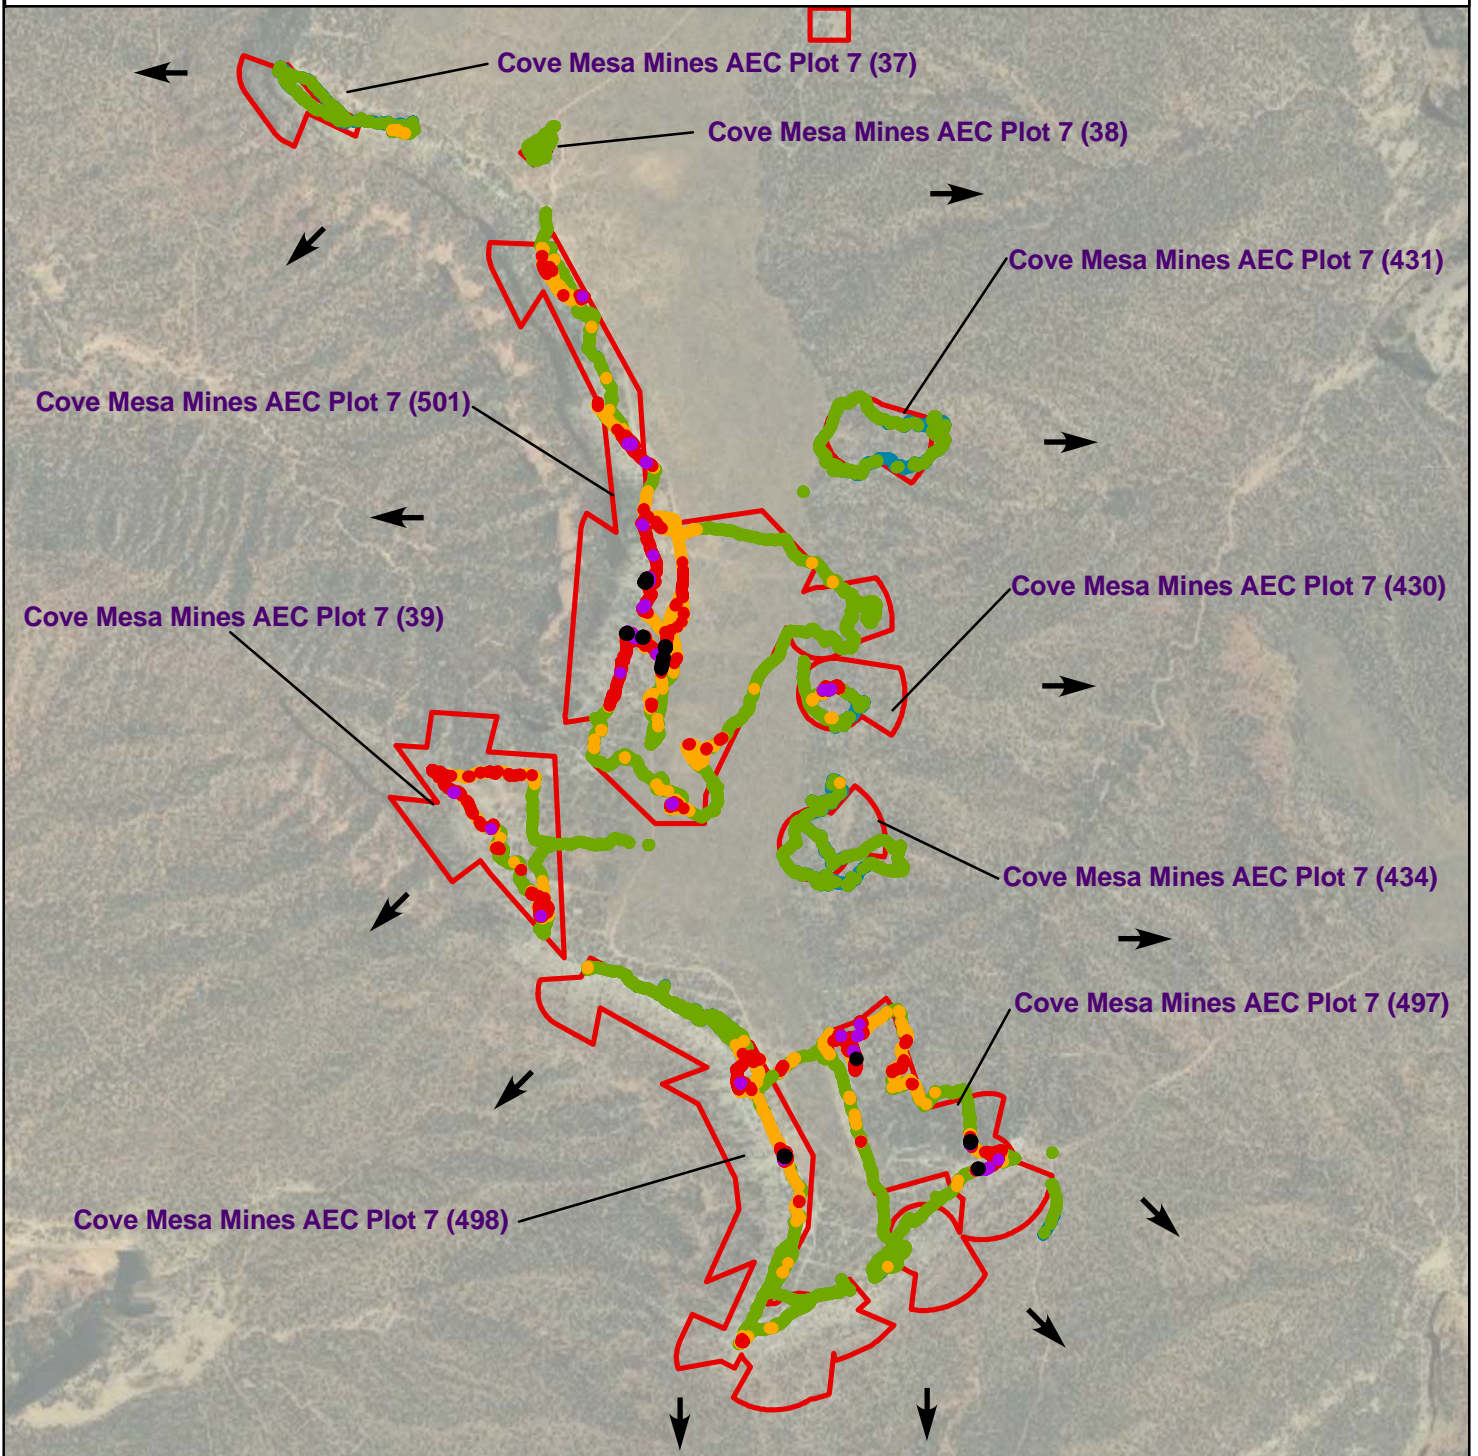 Cove Mesa Mines AEC Plot 7 (37)
Cove Mesa Mines AEC Plot 7 (38)
Cove Mesa Mines AEC Plot 7 (431)
Cove Mesa Mines AEC Plot 7 (501)
Cove Mesa Mines AEC Plot 7 (430)
Cove Mesa Mines AEC Plot 7 (39)
Cove Mesa Mines AEC Plot 7 (434)
Cove Mesa Mines AEC Plot 7 (497)
Cove Mesa Mines AEC Plot 7 (498)